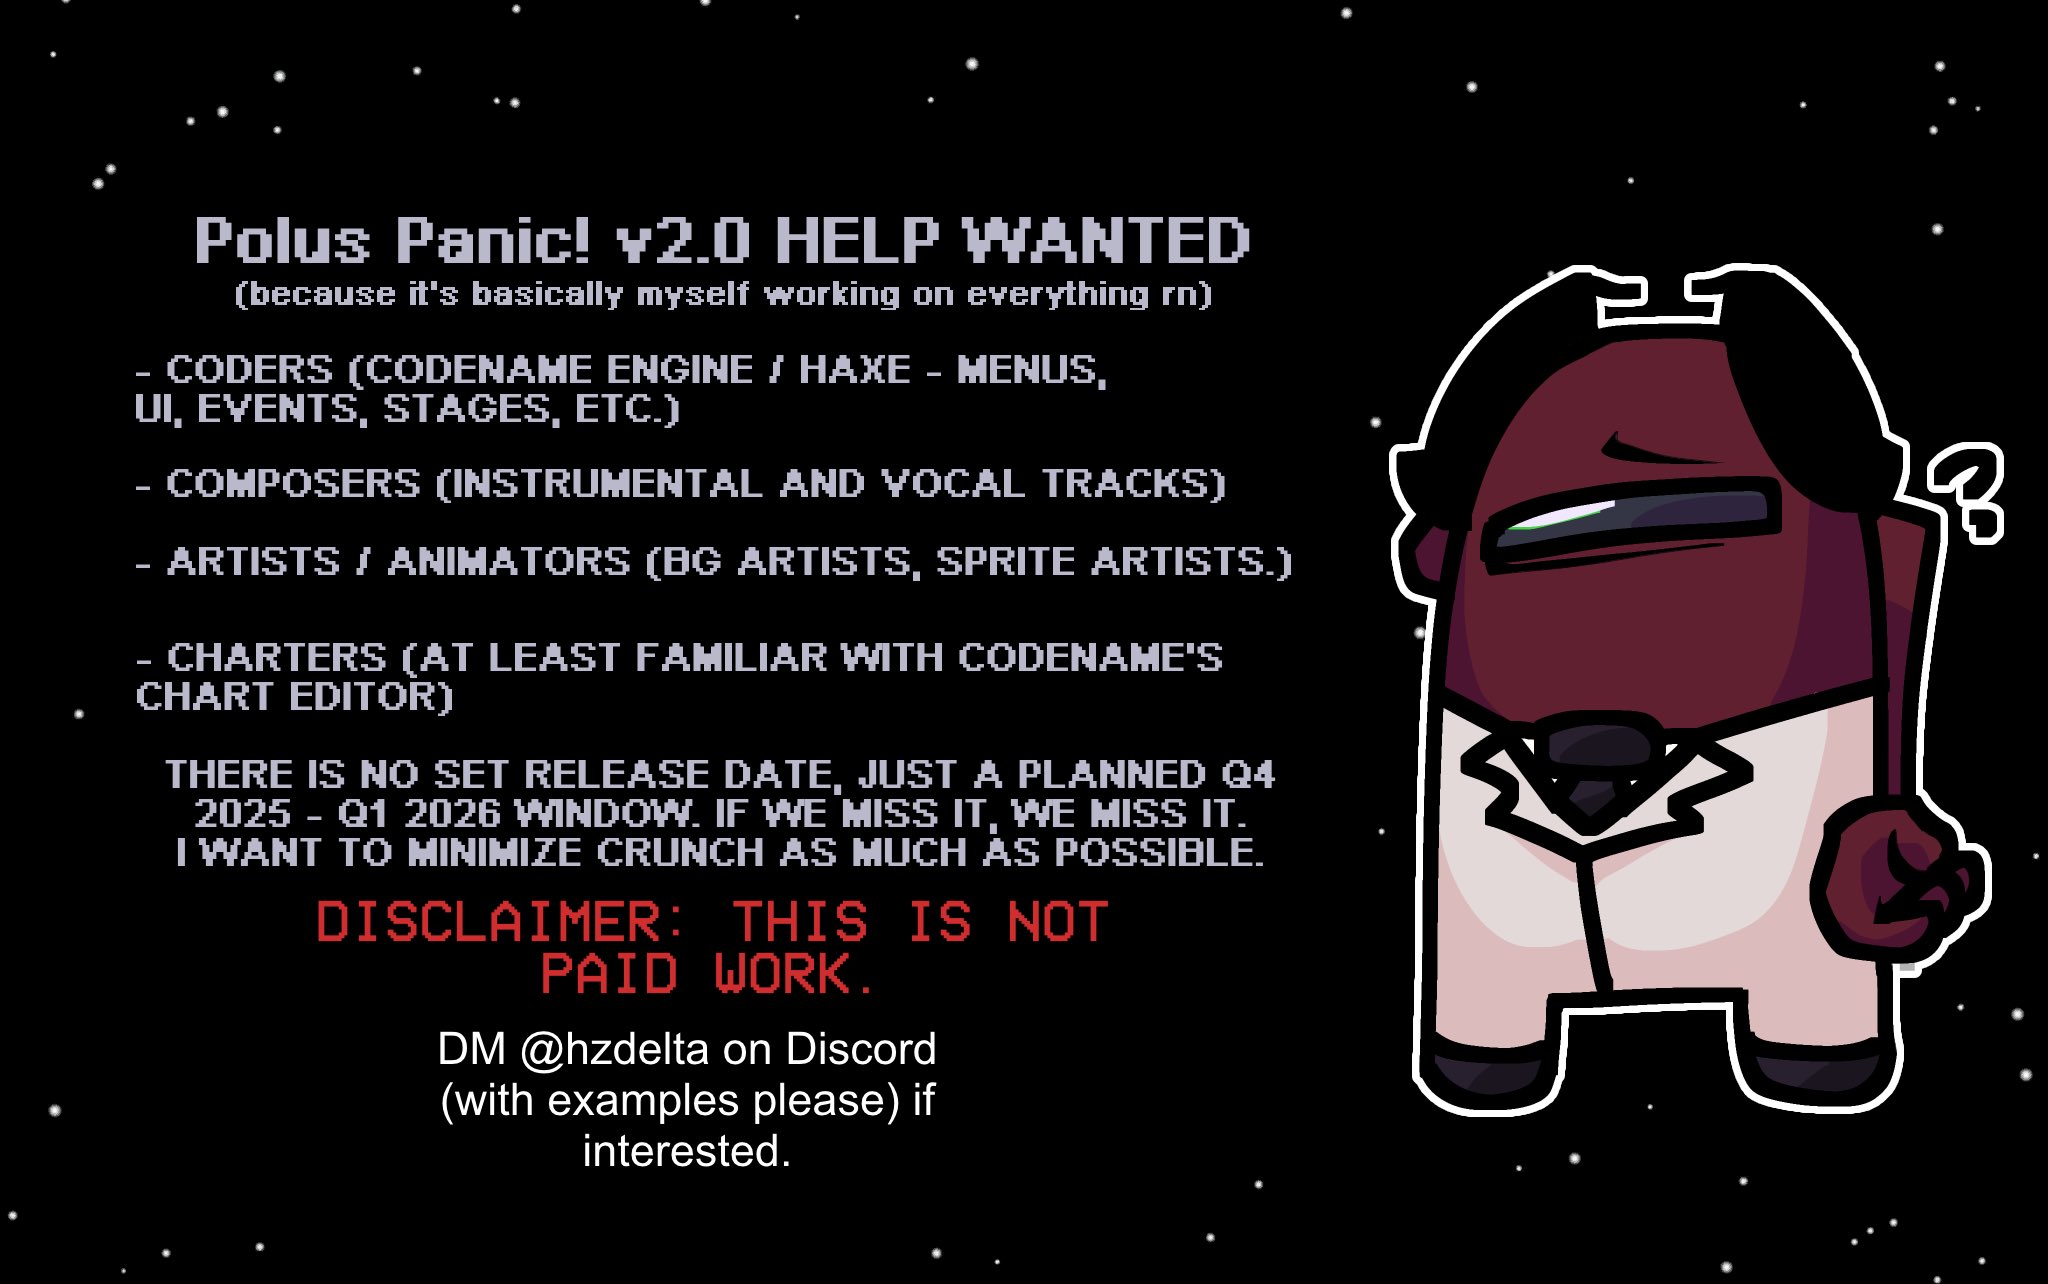 Polus Panic! v2.0 HELP WANTED
(because it's basically myself working on everything rn)
- CODERS (CODENAME ENGINE / HAXE - MENUS,
UI, EVENTS, STAGES, ETC.)
- COMPOSERS (INSTRUMENTAL AND VOCAL TRACKS)
- ARTISTS / ANIMATORS (BG ARTISTS, SPRITE ARTISTS.)
- CHARTERS (AT LEAST FAMILIAR WITH CODENAME'S
CHART EDITOR)
THERE IS NO SET RELEASE DATE, JUST A PLANNED Q4
2025 - Q1 2026 WINDOW. IF WE MISS IT, WE MISS IT.
I WANT TO MINIMIZE CRUNCH AS MUCH AS POSSIBLE.
DISCLAIMER: THIS IS NOT
PAID WORK.
DM @hzdelta on Discord
(with examples please) if
interested.
?